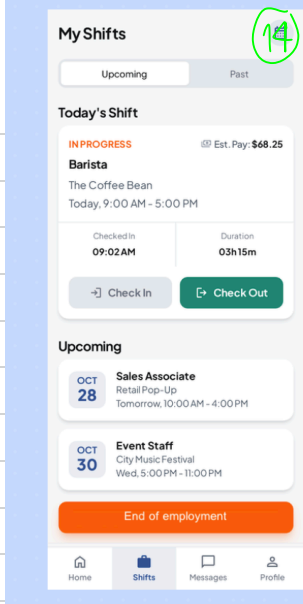 My Shifts
14
Upcoming
Past
Today's Shift
IN PROGRESS
Est. Pay: $68.25
Barista
The Coffee Bean
Today, 9:00 AM - 5:00 PM
Checked In
Duration
09:02 AM
03h 15m
Check In
Check Out
Upcoming
OCT
28
Sales Associate
Retail Pop-Up
Tomorrow, 10:00 AM - 4:00 PM
OCT
30
Event Staff
City Music Festival
Wed, 5:00 PM - 11:00 PM
End of employment
Home
Shifts
Messages
Profile